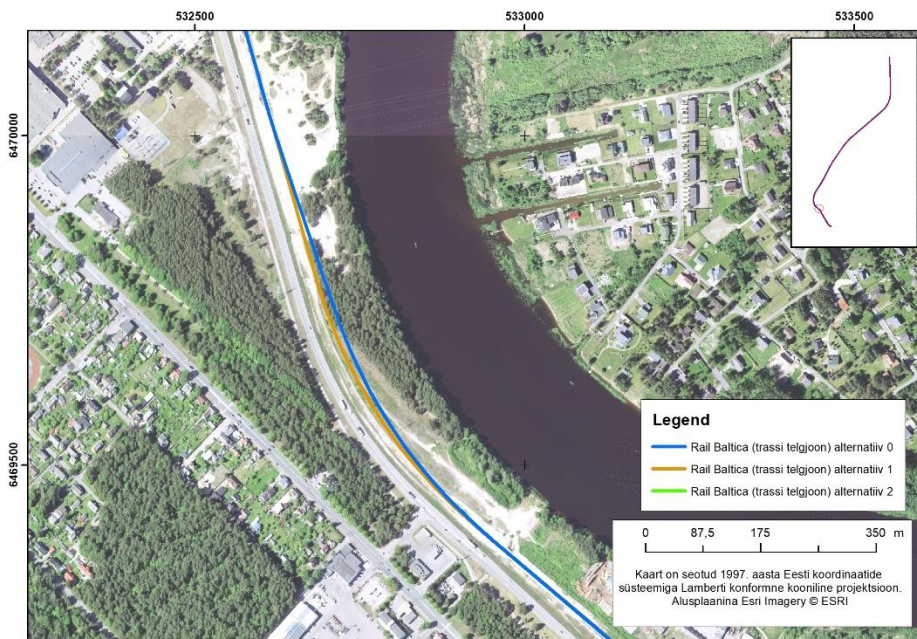 532500
533000
533500
6470000
6469500
Legend
Rail Baltica (trassi telgjoon) alternatiiv 0
Rail Baltica (trassi telgjoon) alternatiiv 1
Rail Baltica (trassi telgjoon) alternatiiv 2
0 87,5 175 350 m
Kaart on seotud 1997. aasta Eesti koordinaatide
süsteemiga Lamberti konformne kooniline projektsioon.
Alusplaanina Esri Imagery © ESRI